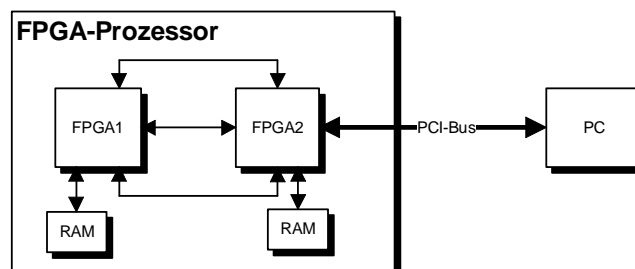 FPGA-Prozessor
FPGA1
FPGA2
PCI-Bus
PC
RAM
RAM